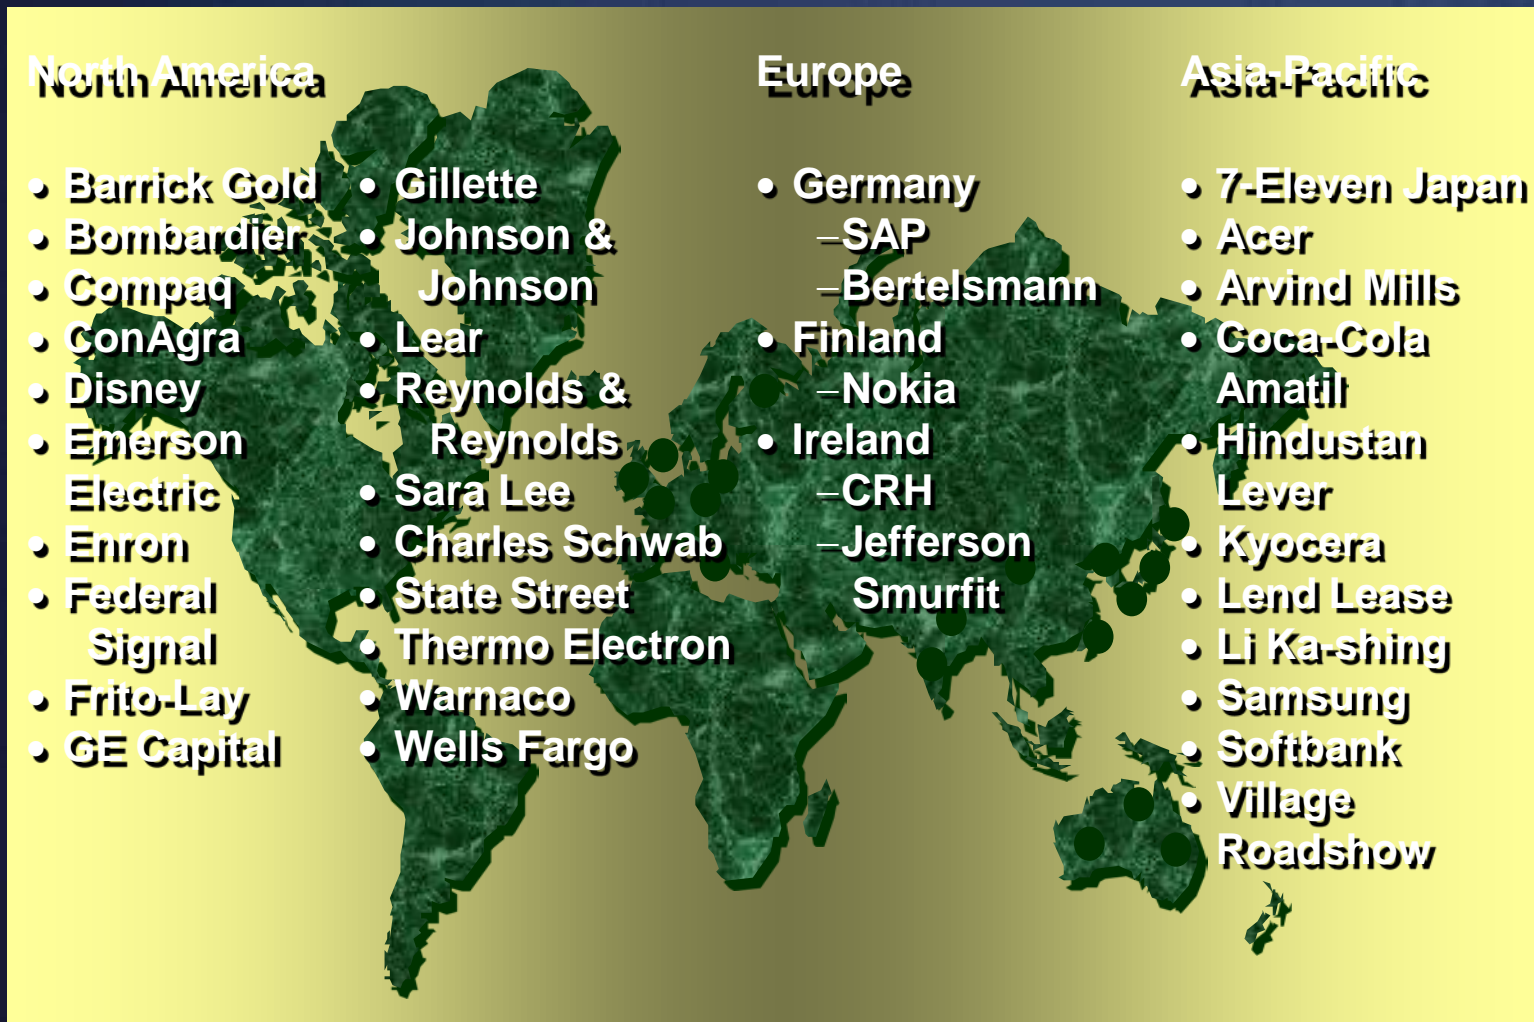 North America
• Barrick Gold
• Bombardier
• Compaq
• ConAgra
• Disney
• Emerson
Electric
• Enron
• Federal
Signal
• Frito-Lay
• GE Capital
• Gillette
• Johnson &
Johnson
• Lear
• Reynolds &
Reynolds
• Sara Lee
• Charles Schwab
• State Street
• Thermo Electron
• Warnaco
• Wells Fargo
Europe
• Germany
–SAP
–Bertelsmann
• Finland
–Nokia
• Ireland
–CRH
–Jefferson
Smurfit
Asia-Pacific
• 7-Eleven Japan
• Acer
• Arvind Mills
• Coca-Cola
Amatil
• Hindustan
Lever
• Kyocera
• Lend Lease
• Li Ka-shing
• Samsung
• Softbank
• Village
Roadshow